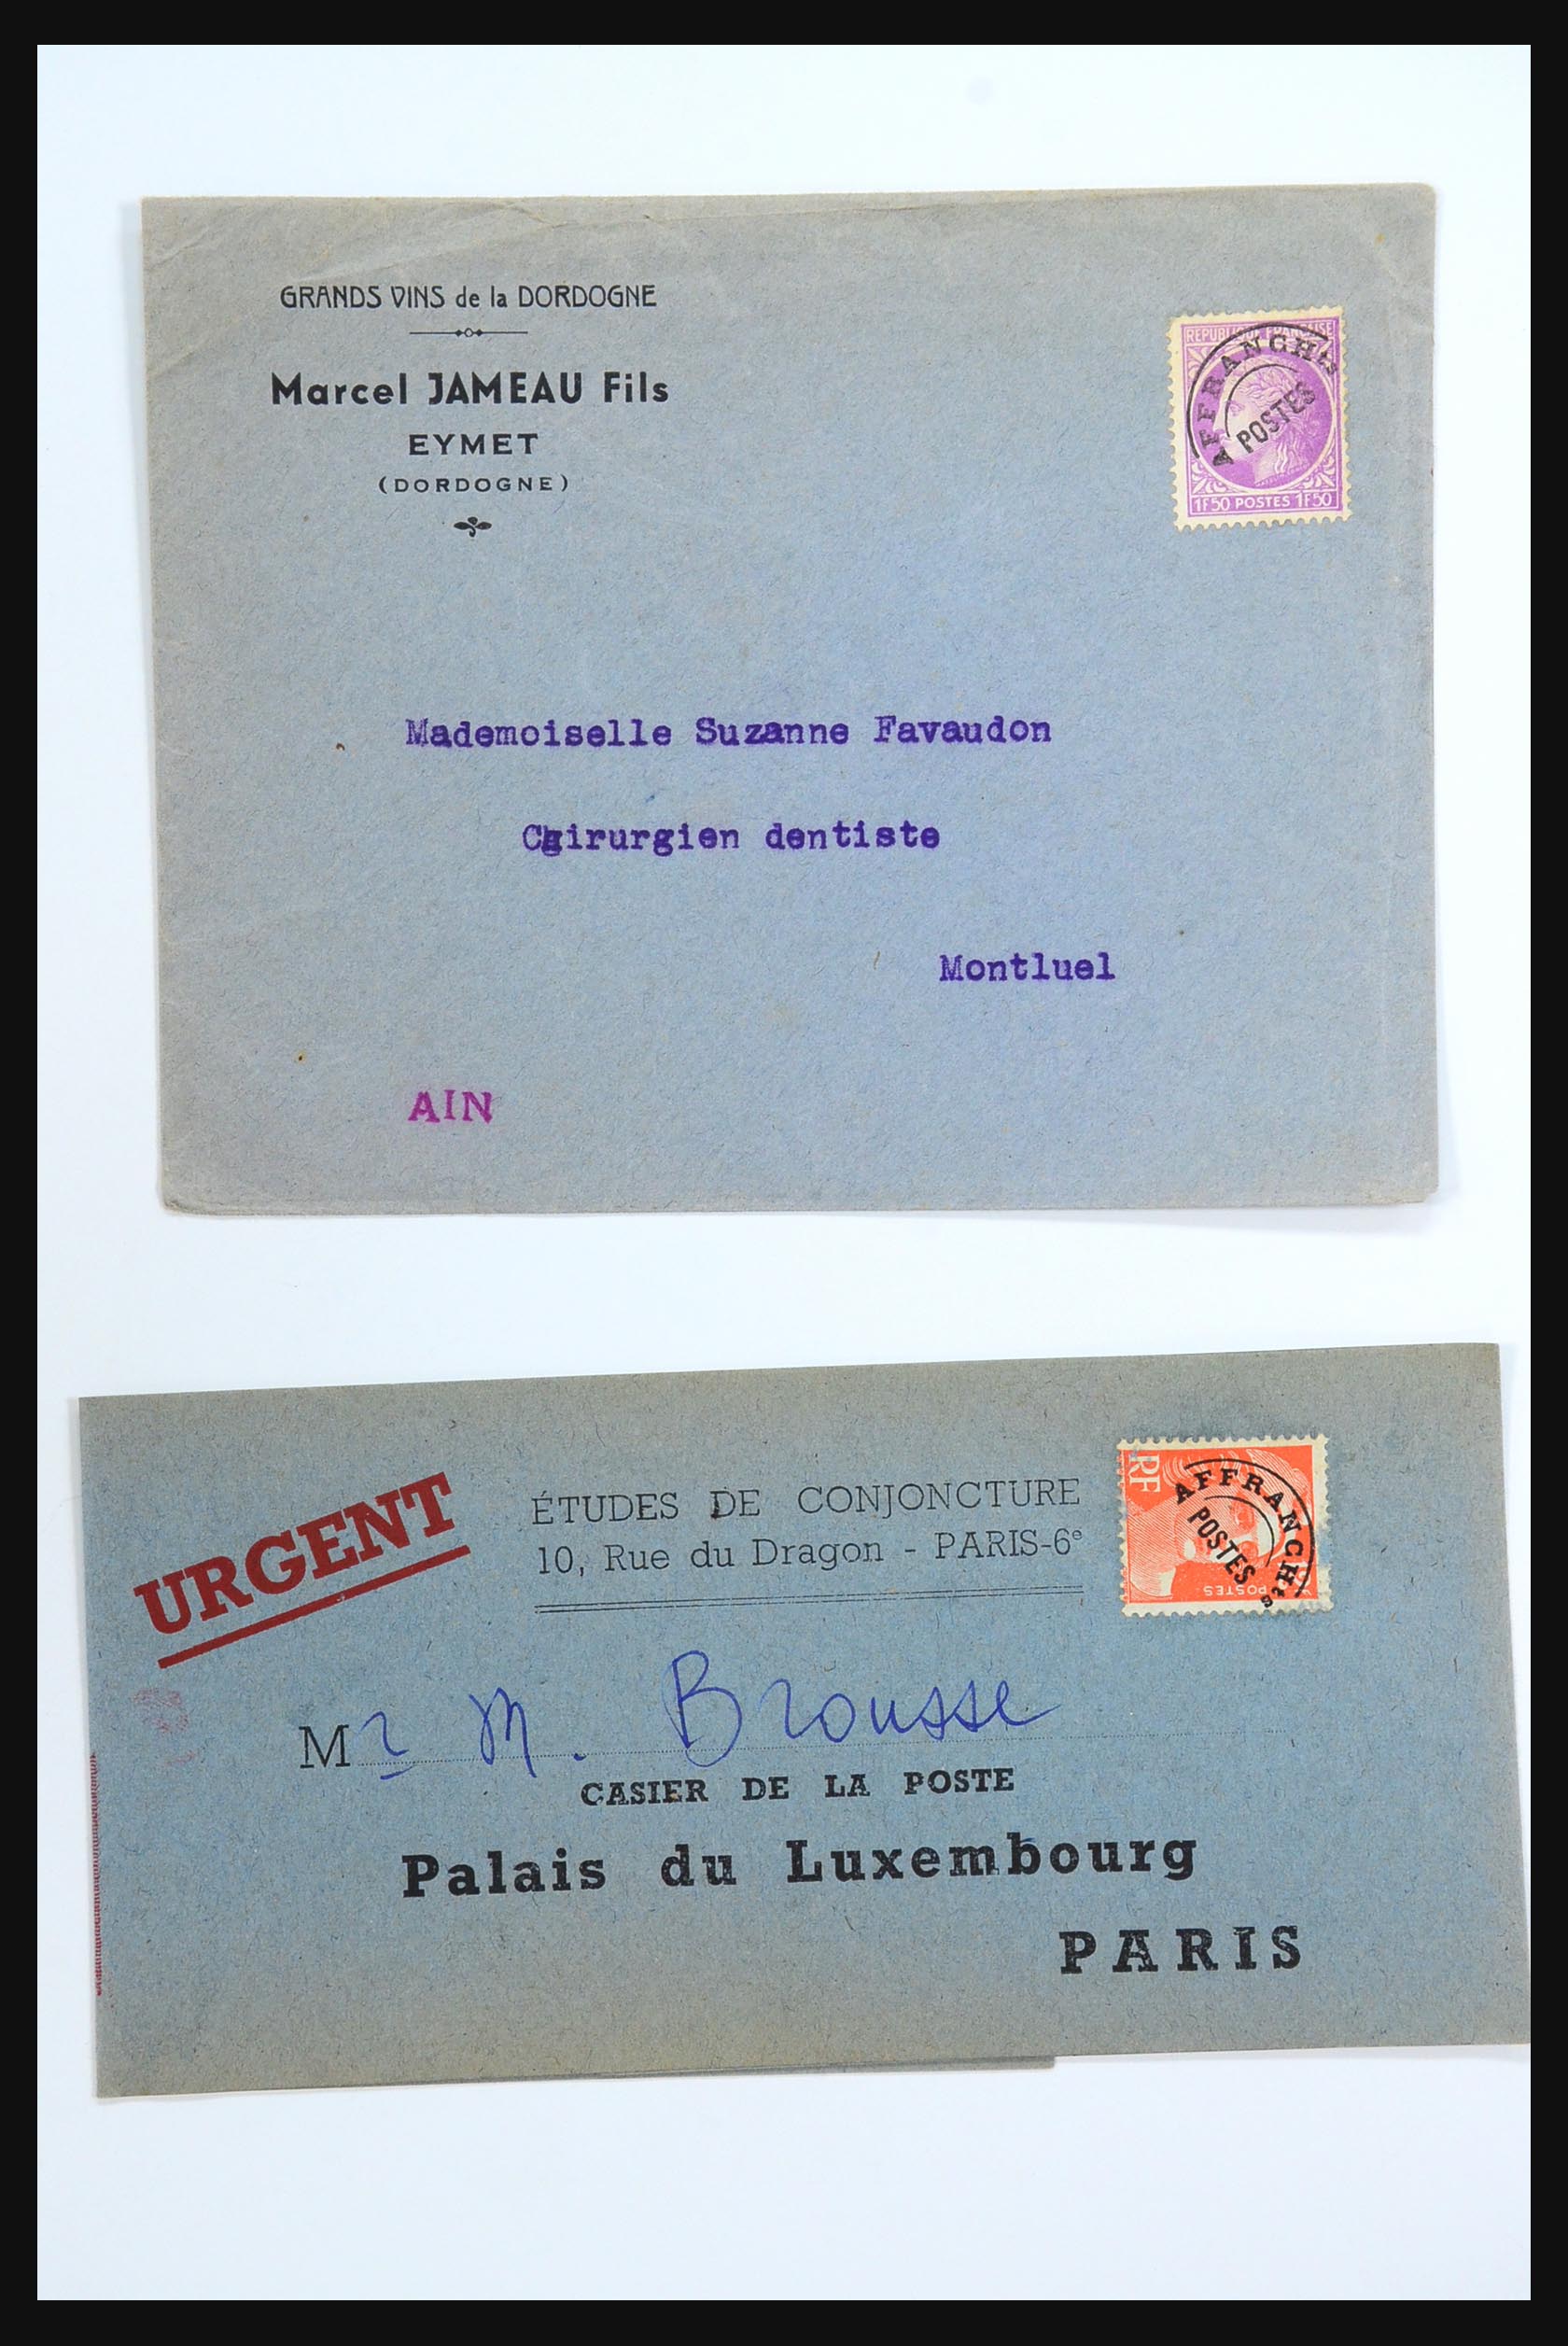 GRANDS VINS de la DORDOGNE
Marcel JAMEAU Fils
EYMET
(DORDOGNE)
REPUBLIQUE FRANÇAISE
AFFRANCHts
POSTES
1F50 POSTES 1F50
Mademoiselle Suzanne Favaudon
Chirurgien dentiste
Montluel
AIN
URGENT
ÉTUDES DE CONJONCTURE
10, Rue du Dragon - PARIS-6e
RF
AFFRANCHts
POSTES
POSTES
Mr M. Brousse
CASIER DE LA POSTE
Palais du Luxembourg
PARIS